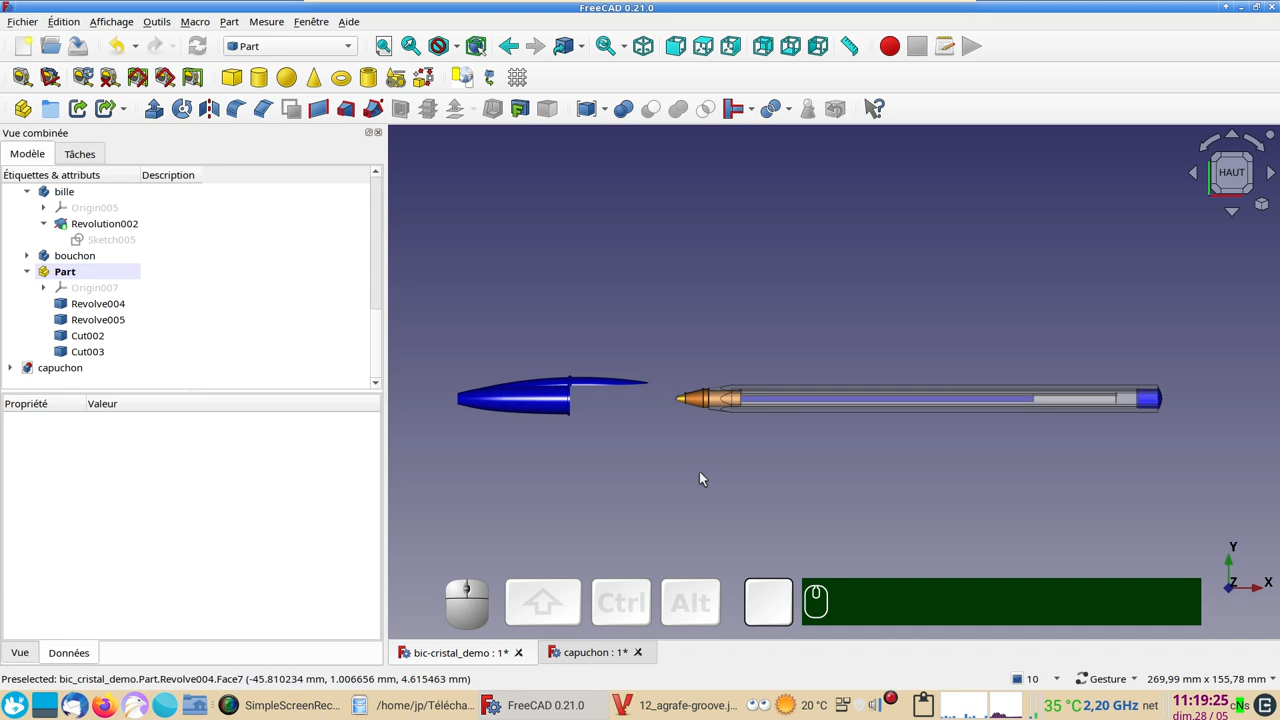 FreeCAD 0.21.0
Fichier Édition Affichage Outils Macro Part Mesure Fenêtre Aide
Part
Vue combinée
Modèle Tâches
Étiquettes & attributs Description
bille
Origin005
Revolution002
Sketch005
bouchon
Part
Origin007
Revolve004
Revolve005
Cut002
Cut003
capuchon
Propriété Valeur
HAUT
Y
Z X
Ctrl Alt
Vue Données
bic-cristal_demo : 1* capuchon : 1*
Preselected: bic_cristal_demo.Part.Revolve004.Face7 (-45.810234 mm, 1.006656 mm, 4.615463 mm) 10 Gesture 269,99 mm x 155,78 mm
SimpleScreenRec... /home/jp/Télécha... FreeCAD 0.21.0 12_agrafe-groove.j... 20 °C 35 °C 2,20 GHz net 11:19:25
dim. 28 / 05